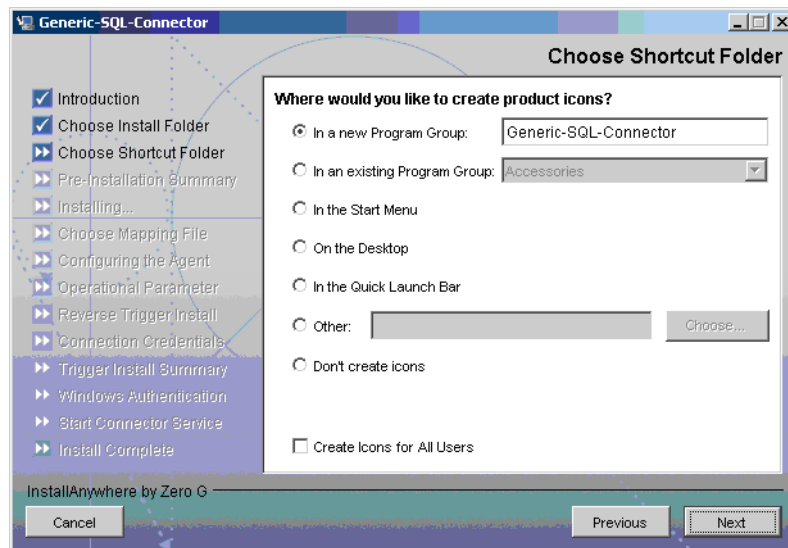 Generic-SQL-Connector
Choose Shortcut Folder
Introduction
Choose Install Folder
Choose Shortcut Folder
Pre-Installation Summary
Installing...
Choose Mapping File
Configuring the Agent
Operational Parameter
Reverse Trigger Install
Connection Credentials
Trigger Install Summary
Windows Authentication
Start Connector Service
Install Complete
Where would you like to create product icons?
In a new Program Group: Generic-SQL-Connector
In an existing Program Group: Accessories
In the Start Menu
On the Desktop
In the Quick Launch Bar
Other: Choose...
Don't create icons
Create Icons for All Users
InstallAnywhere by Zero G
Cancel Previous Next